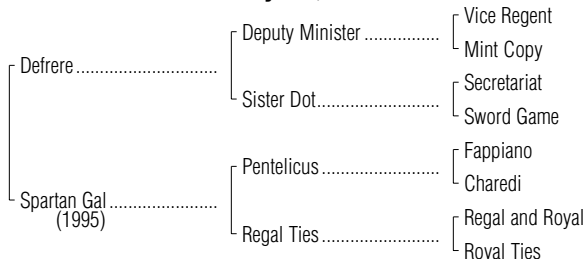 Vice Regent
Deputy Minister ................
Mint Copy
Defrere ..............................
Secretariat
Sister Dot..........................
Sword Game
Fappiano
Pentelicus .........................
Charedi
Spartan Gal.......................
(1995)
Regal and Royal
Regal Ties .........................
Royal Ties